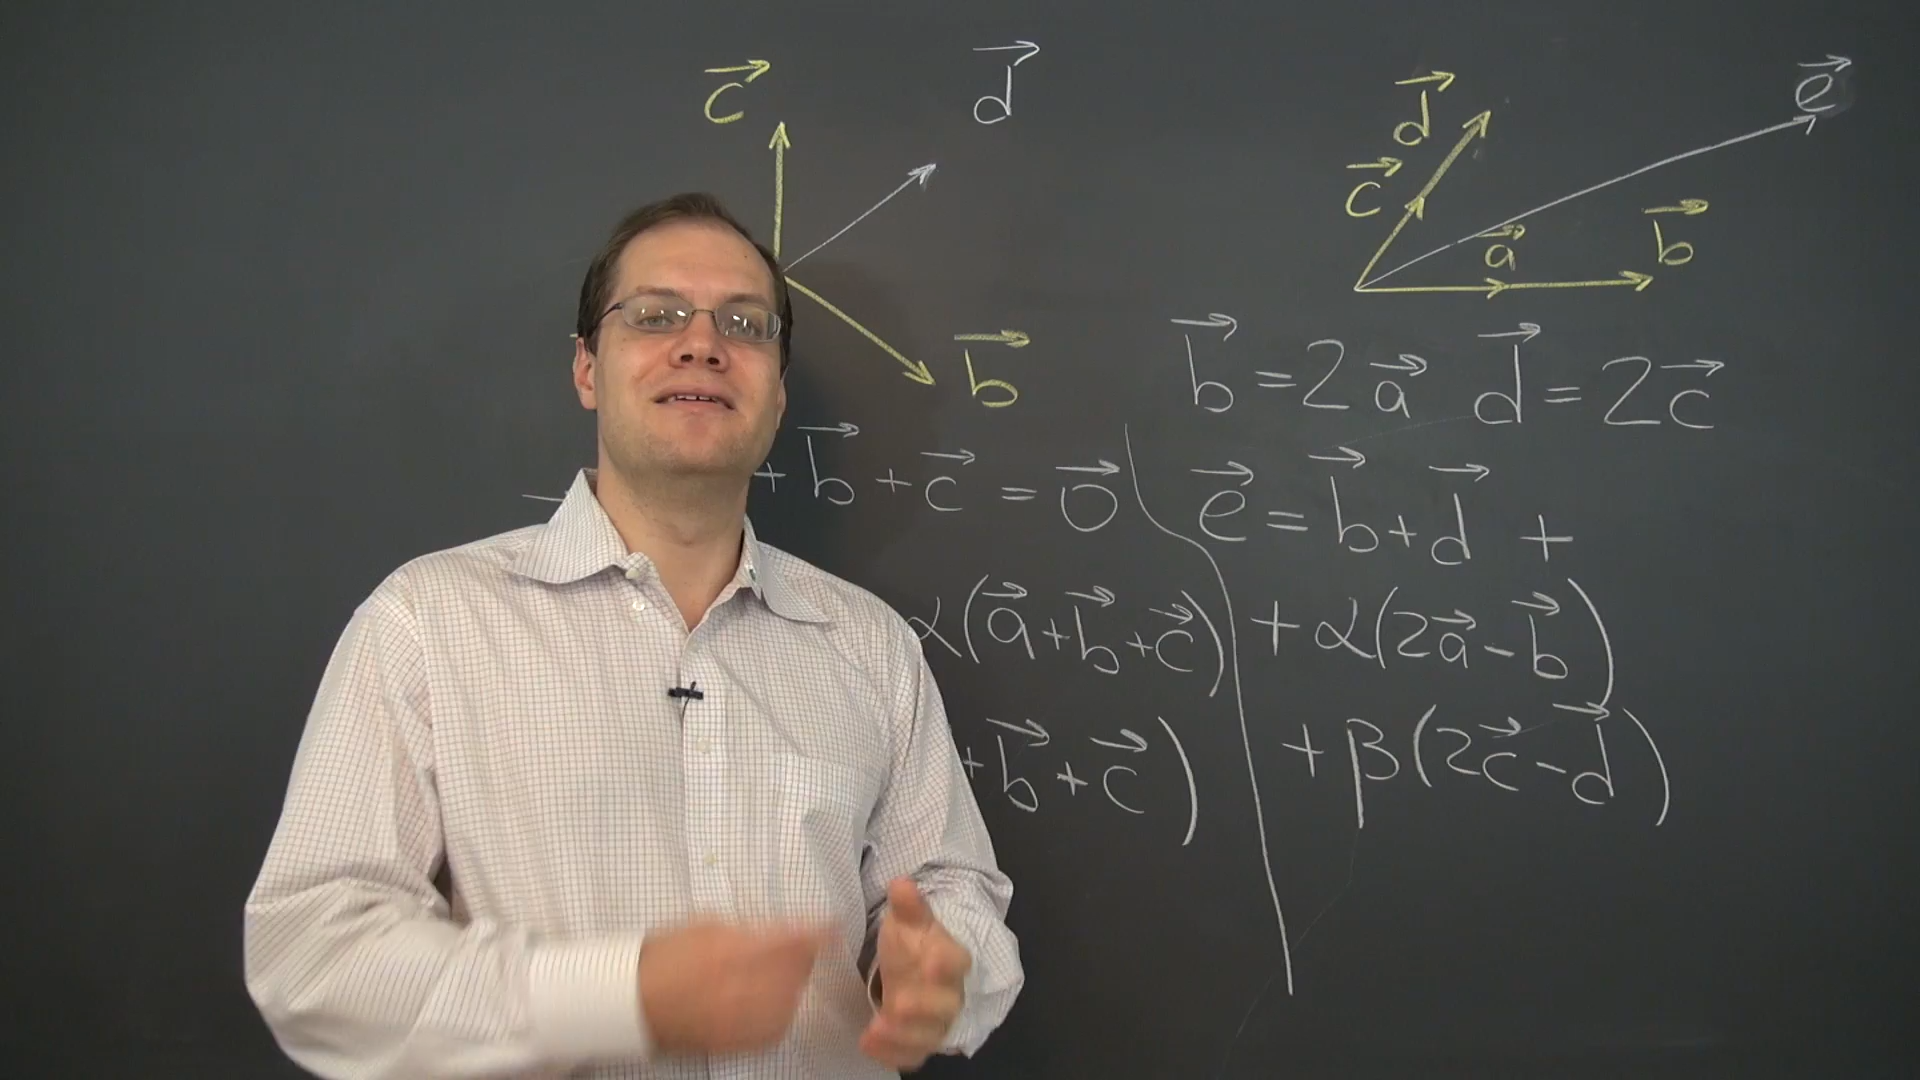 c⃗
d⃗
b⃗
+ b⃗ + c⃗ = 0⃗
α(a⃗ + b⃗ + c⃗)
+ b⃗ + c⃗)
d⃗
e⃗
c⃗
a⃗
b⃗
b⃗ = 2a⃗ d⃗ = 2c⃗
e⃗ = b⃗ + d⃗ +
+ α(2a⃗ - b⃗)
+ β(2c⃗ - d⃗)